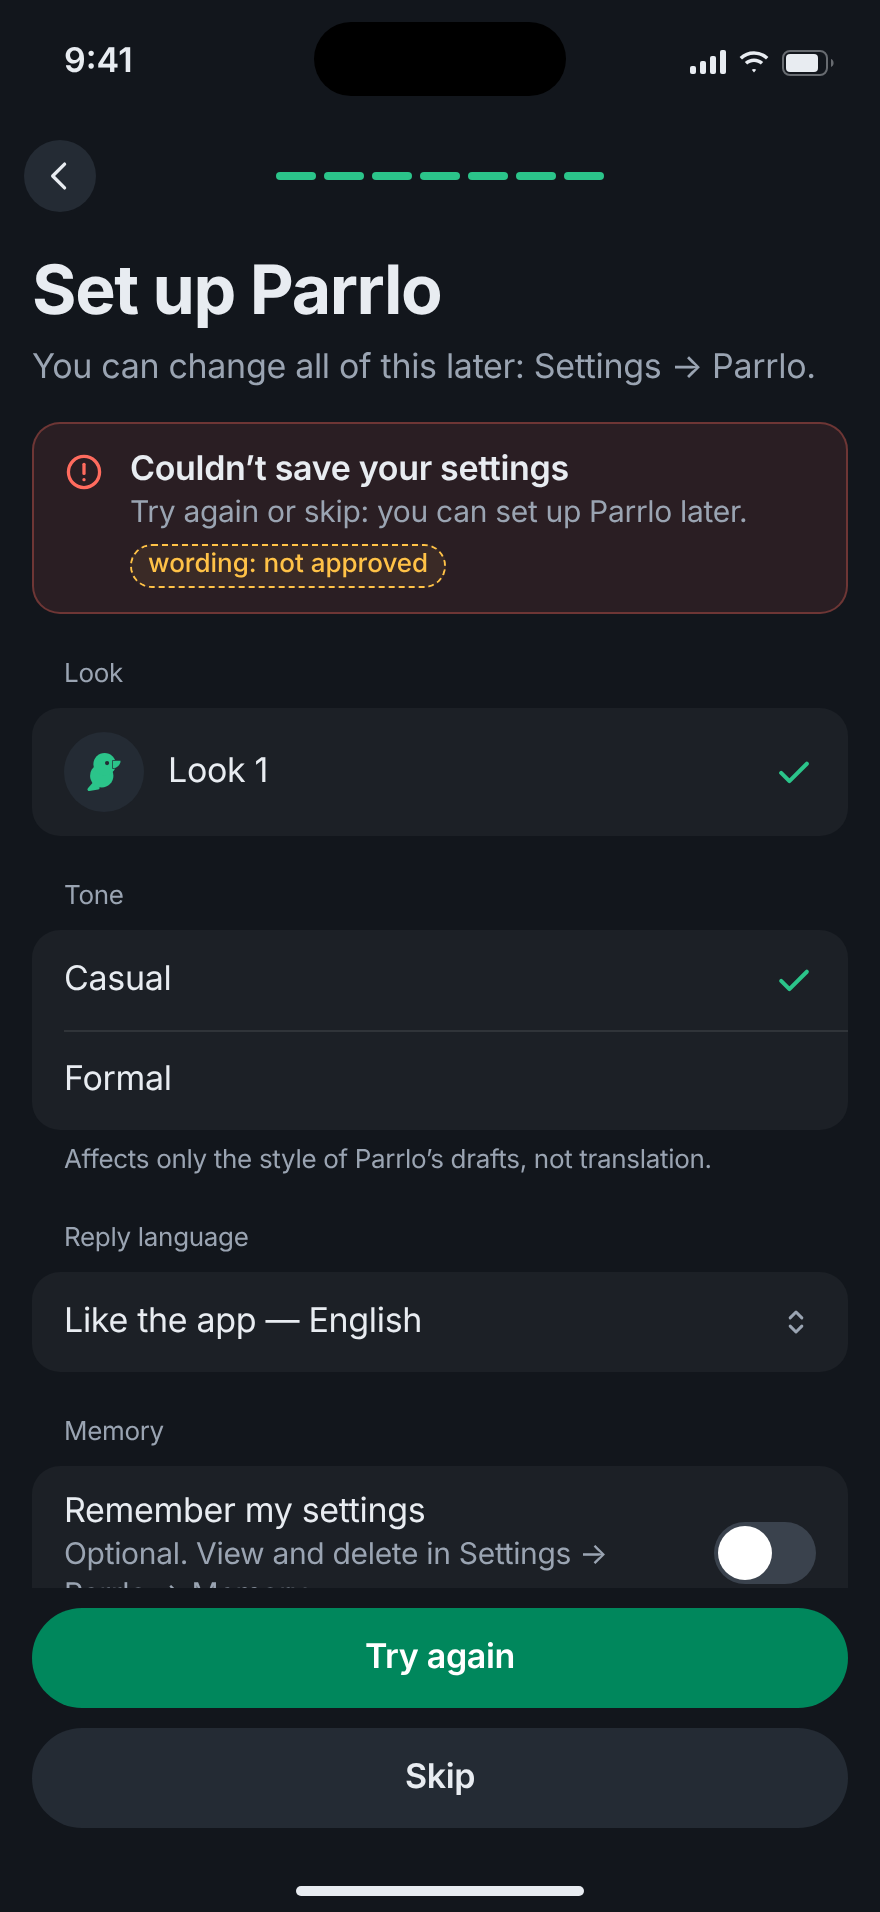 9:41
Set up Parrlo
You can change all of this later: Settings → Parrlo.
Couldn’t save your settings
Try again or skip: you can set up Parrlo later.
wording: not approved
Look
Look 1
Tone
Casual
Formal
Affects only the style of Parrlo’s drafts, not translation.
Reply language
Like the app — English
Memory
Remember my settings
Optional. View and delete in Settings →
Try again
Skip